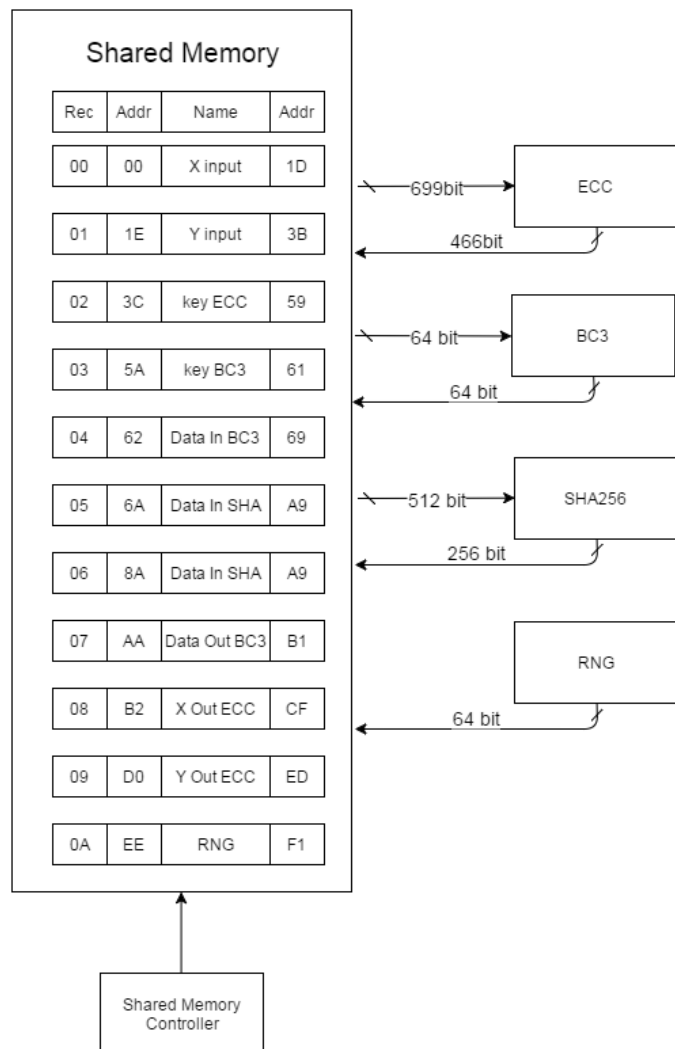 Shared Memory
Rec Addr Name Addr
00 00 X input 1D
01 1E Y input 3B
02 3C key ECC 59
03 5A key BC3 61
04 62 Data In BC3 69
05 6A Data In SHA A9
06 8A Data In SHA A9
07 AA Data Out BC3 B1
08 B2 X Out ECC CF
09 D0 Y Out ECC ED
0A EE RNG F1
699bit
ECC
466bit
64 bit
BC3
64 bit
512 bit
SHA256
256 bit
RNG
64 bit
Shared Memory
Controller